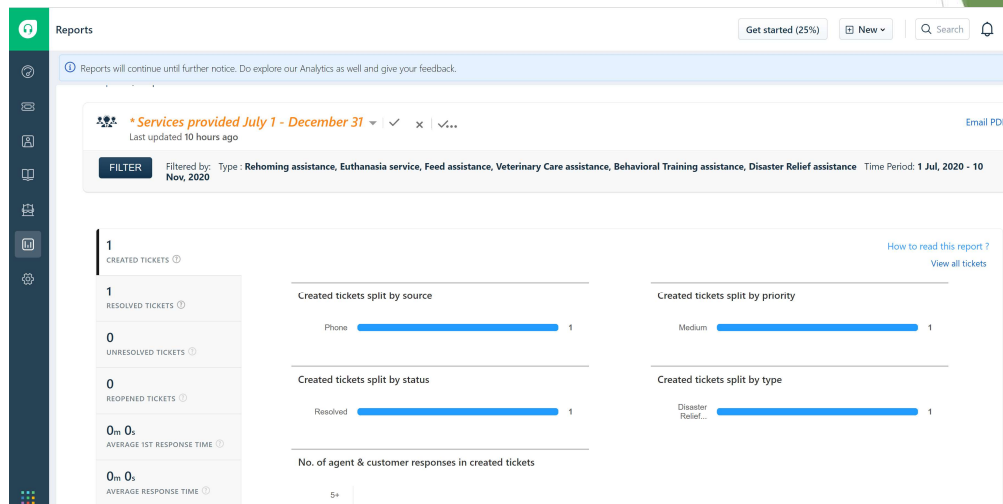 Reports
Get started (25%)
New
Search
Reports will continue until further notice. Do explore our Analytics as well and give your feedback.
* Services provided July 1 - December 31
Last updated 10 hours ago
Email PD
FILTER
Filtered by: Type : Rehoming assistance, Euthanasia service, Feed assistance, Veterinary Care assistance, Behavioral Training assistance, Disaster Relief assistance Time Period: 1 Jul, 2020 - 10
Nov, 2020
1
CREATED TICKETS
How to read this report ?
View all tickets
1
RESOLVED TICKETS
0
UNRESOLVED TICKETS
0
REOPENED TICKETS
0m 0s
AVERAGE 1ST RESPONSE TIME
0m 0s
AVERAGE RESPONSE TIME
Created tickets split by source
Phone 1
Created tickets split by priority
Medium 1
Created tickets split by status
Resolved 1
Created tickets split by type
Disaster
Relief... 1
No. of agent & customer responses in created tickets
5+